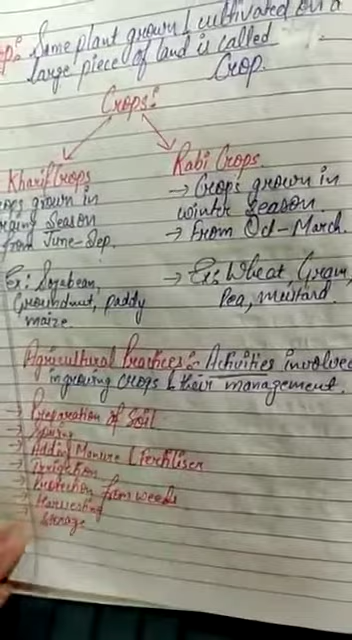 op: Same plant grown / cultivated on a
large piece of land is called
Crop.
Crops:
Kharif Crops
ops grown in
season
from June-Sep.
Ex: Soyabean,
Groundnut, paddy
maize.
Rabi Crops
→ Crops grown in
winter season.
→ From Oct-March.
→ Ex: Wheat, Gram,
Pea, mustard.
Agricultural Practices:- Activities involved
in growing crops & their management.
→ Preparation of Soil
→ Sowing
→ Adding Manure / Fertiliser
→ Irrigation
→ Protection from weeds
→ Harvesting
→ Storage